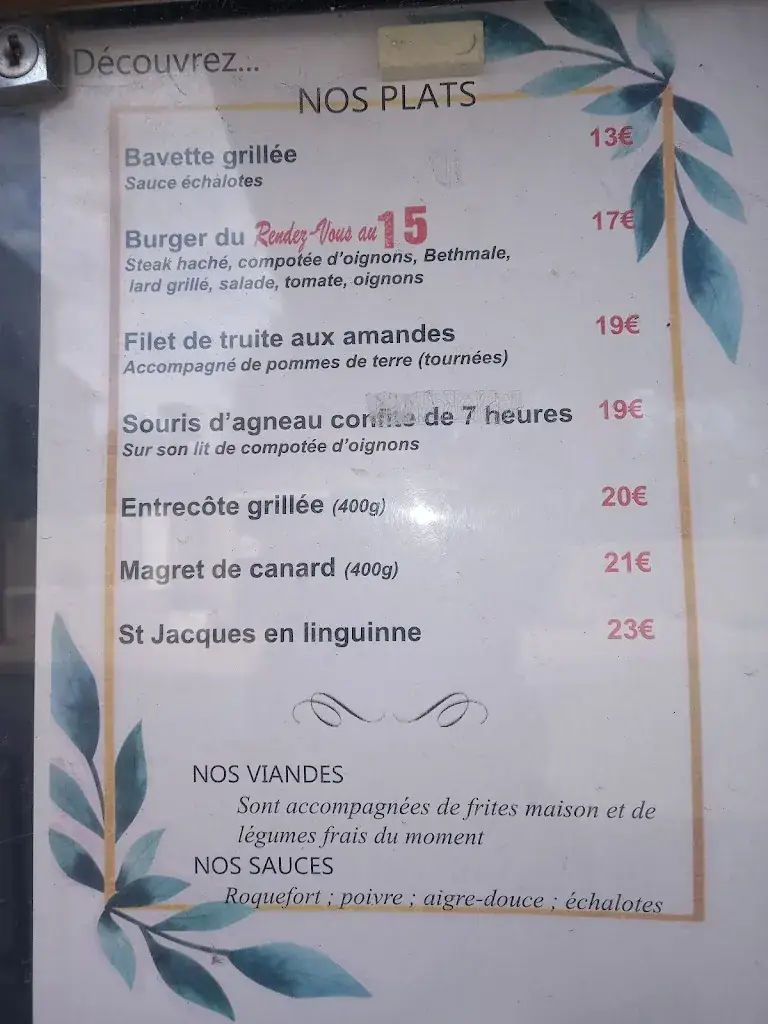 Découvrez...
NOS PLATS
Bavette grillée 13€
Sauce échalotes
Burger du Rendez-Vous au 15 17€
Steak haché, compotée d'oignons, Bethmale,
lard grillé, salade, tomate, oignons
Filet de truite aux amandes 19€
Accompagné de pommes de terre (tournées)
Souris d'agneau confite de 7 heures 19€
Sur son lit de compotée d'oignons
Entrecôte grillée (400g) 20€
Magret de canard (400g) 21€
St Jacques en linguinne 23€
NOS VIANDES
Sont accompagnées de frites maison et de
légumes frais du moment
NOS SAUCES
Roquefort ; poivre ; aigre-douce ; échalotes